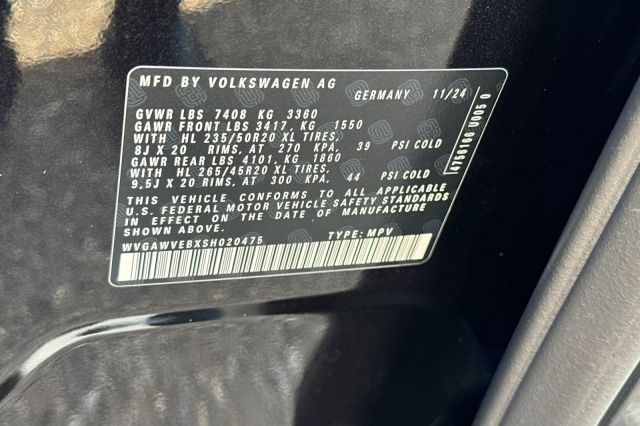 MFD BY VOLKSWAGEN AG
GERMANY 11/24
GVWR LBS 7408 KG 3360
GAWR FRONT LBS 3417, KG 1550
WITH HL 235/50R20 XL TIRES,
8J X 20 RIMS, AT 270 KPA, 39 PSI COLD
GAWR REAR LBS 4101, KG 1860
WITH HL 265/45R20 XL TIRES,
9.5J X 20 RIMS, AT 300 KPA, 44 PSI COLD
THIS VEHICLE CONFORMS TO ALL APPLICABLE
U.S. FEDERAL MOTOR VEHICLE SAFETY STANDARDS
IN EFFECT ON THE DATE OF MANUFACTURE
SHOWN ABOVE.
WVGAWVEBXSH020475 TYPE: MPV
4756166 U005 0